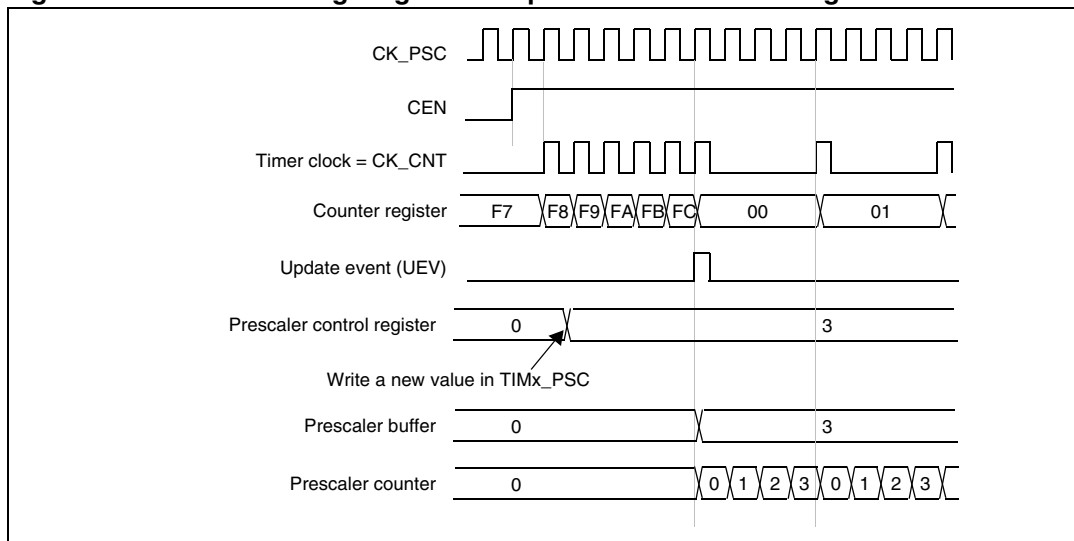 CK_PSC
CEN
Timer clock = CK_CNT
Counter register F7 F8 F9 FA FB FC 00 01
Update event (UEV)
Prescaler control register 0 3
Write a new value in TIMx_PSC
Prescaler buffer 0 3
Prescaler counter 0 0 1 2 3 0 1 2 3